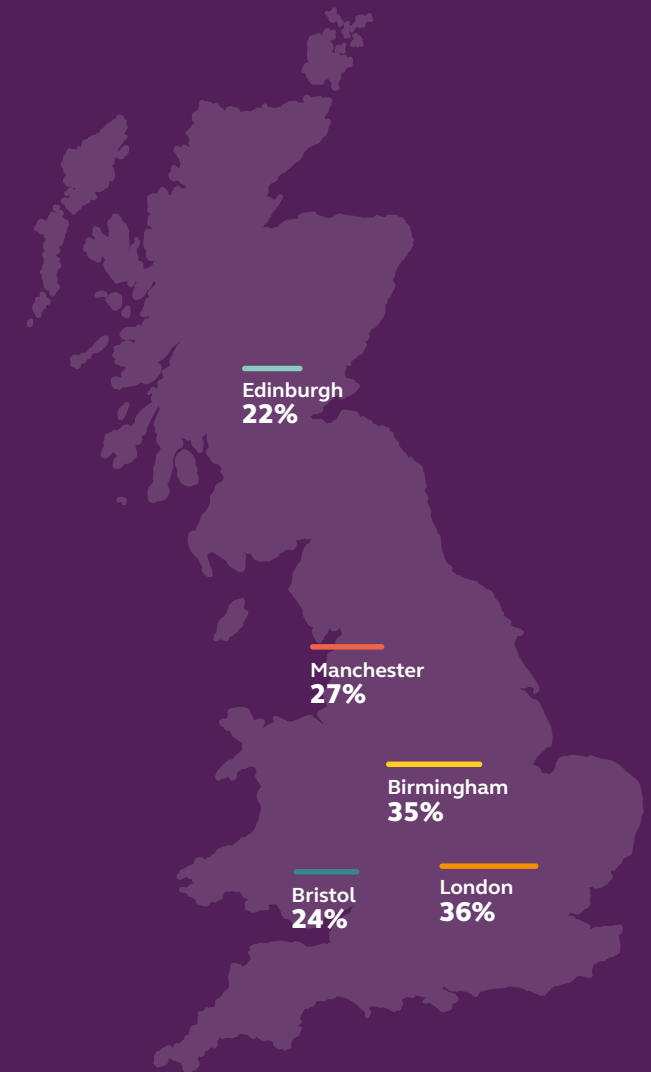 Edinburgh
22%
Manchester
27%
Birmingham
35%
Bristol
24%
London
36%